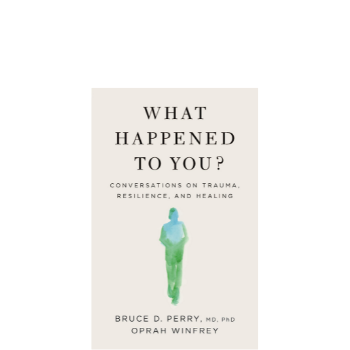 WHAT
HAPPENED
TO YOU?
CONVERSATIONS ON TRAUMA,
RESILIENCE, AND HEALING
BRUCE D. PERRY, MD, PhD
OPRAH WINFREY